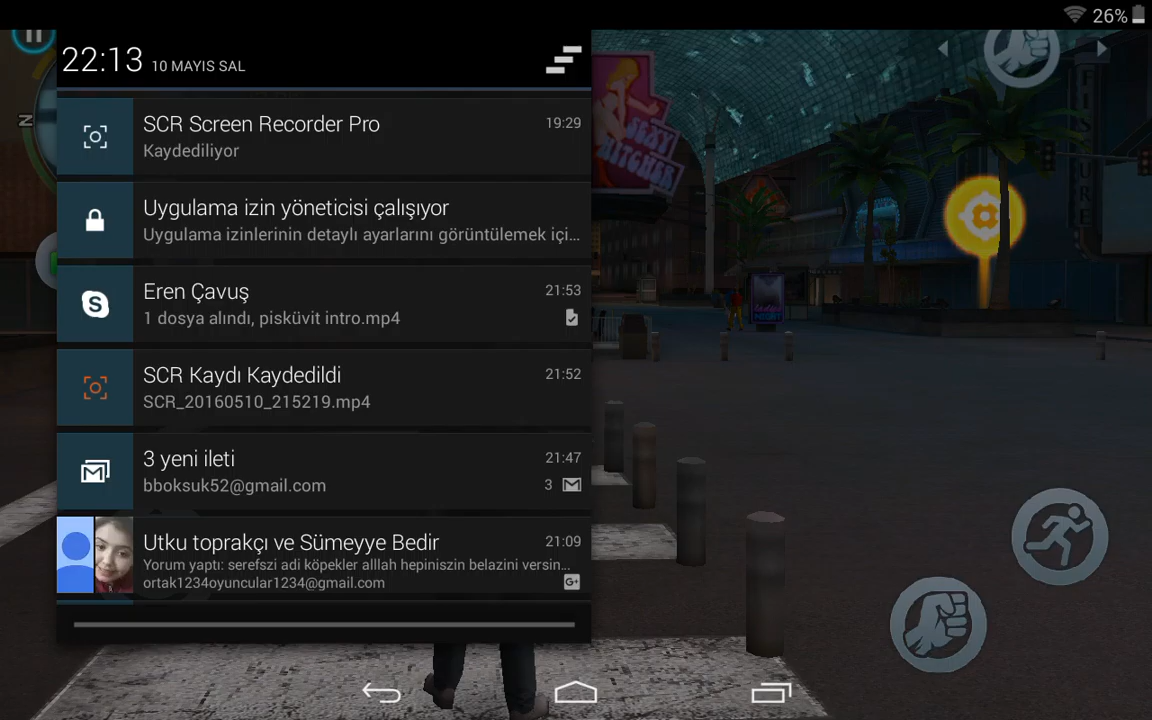 26%
22:13 10 MAYIS SAL
SCR Screen Recorder Pro 19:29
Kaydediliyor
Uygulama izin yöneticisi çalışıyor
Uygulama izinlerinin detaylı ayarlarını görüntülemek içi...
Eren Çavuş 21:53
1 dosya alındı, pisküvit intro.mp4
SCR Kaydı Kaydedildi 21:52
SCR_20160510_215219.mp4
3 yeni ileti 21:47
bboksuk52@gmail.com 3
Utku toprakçı ve Sümeyye Bedir 21:09
Yorum yaptı: serefszi adi köpekler alllah hepiniszin belazini versin...
ortak1234oyuncular1234@gmail.com
G+
N